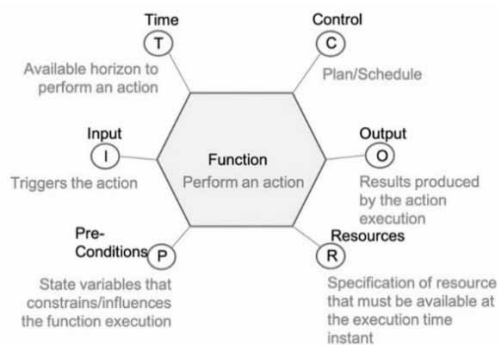 Time
T
Available horizon to
perform an action
Control
C
Plan/Schedule
Input
I
Triggers the action
Function
Perform an action
Output
O
Results produced
by the action
execution
Pre-
Conditions
P
State variables that
constrains/influences
the function execution
Resources
R
Specification of resource
that must be available at
the execution time
instant